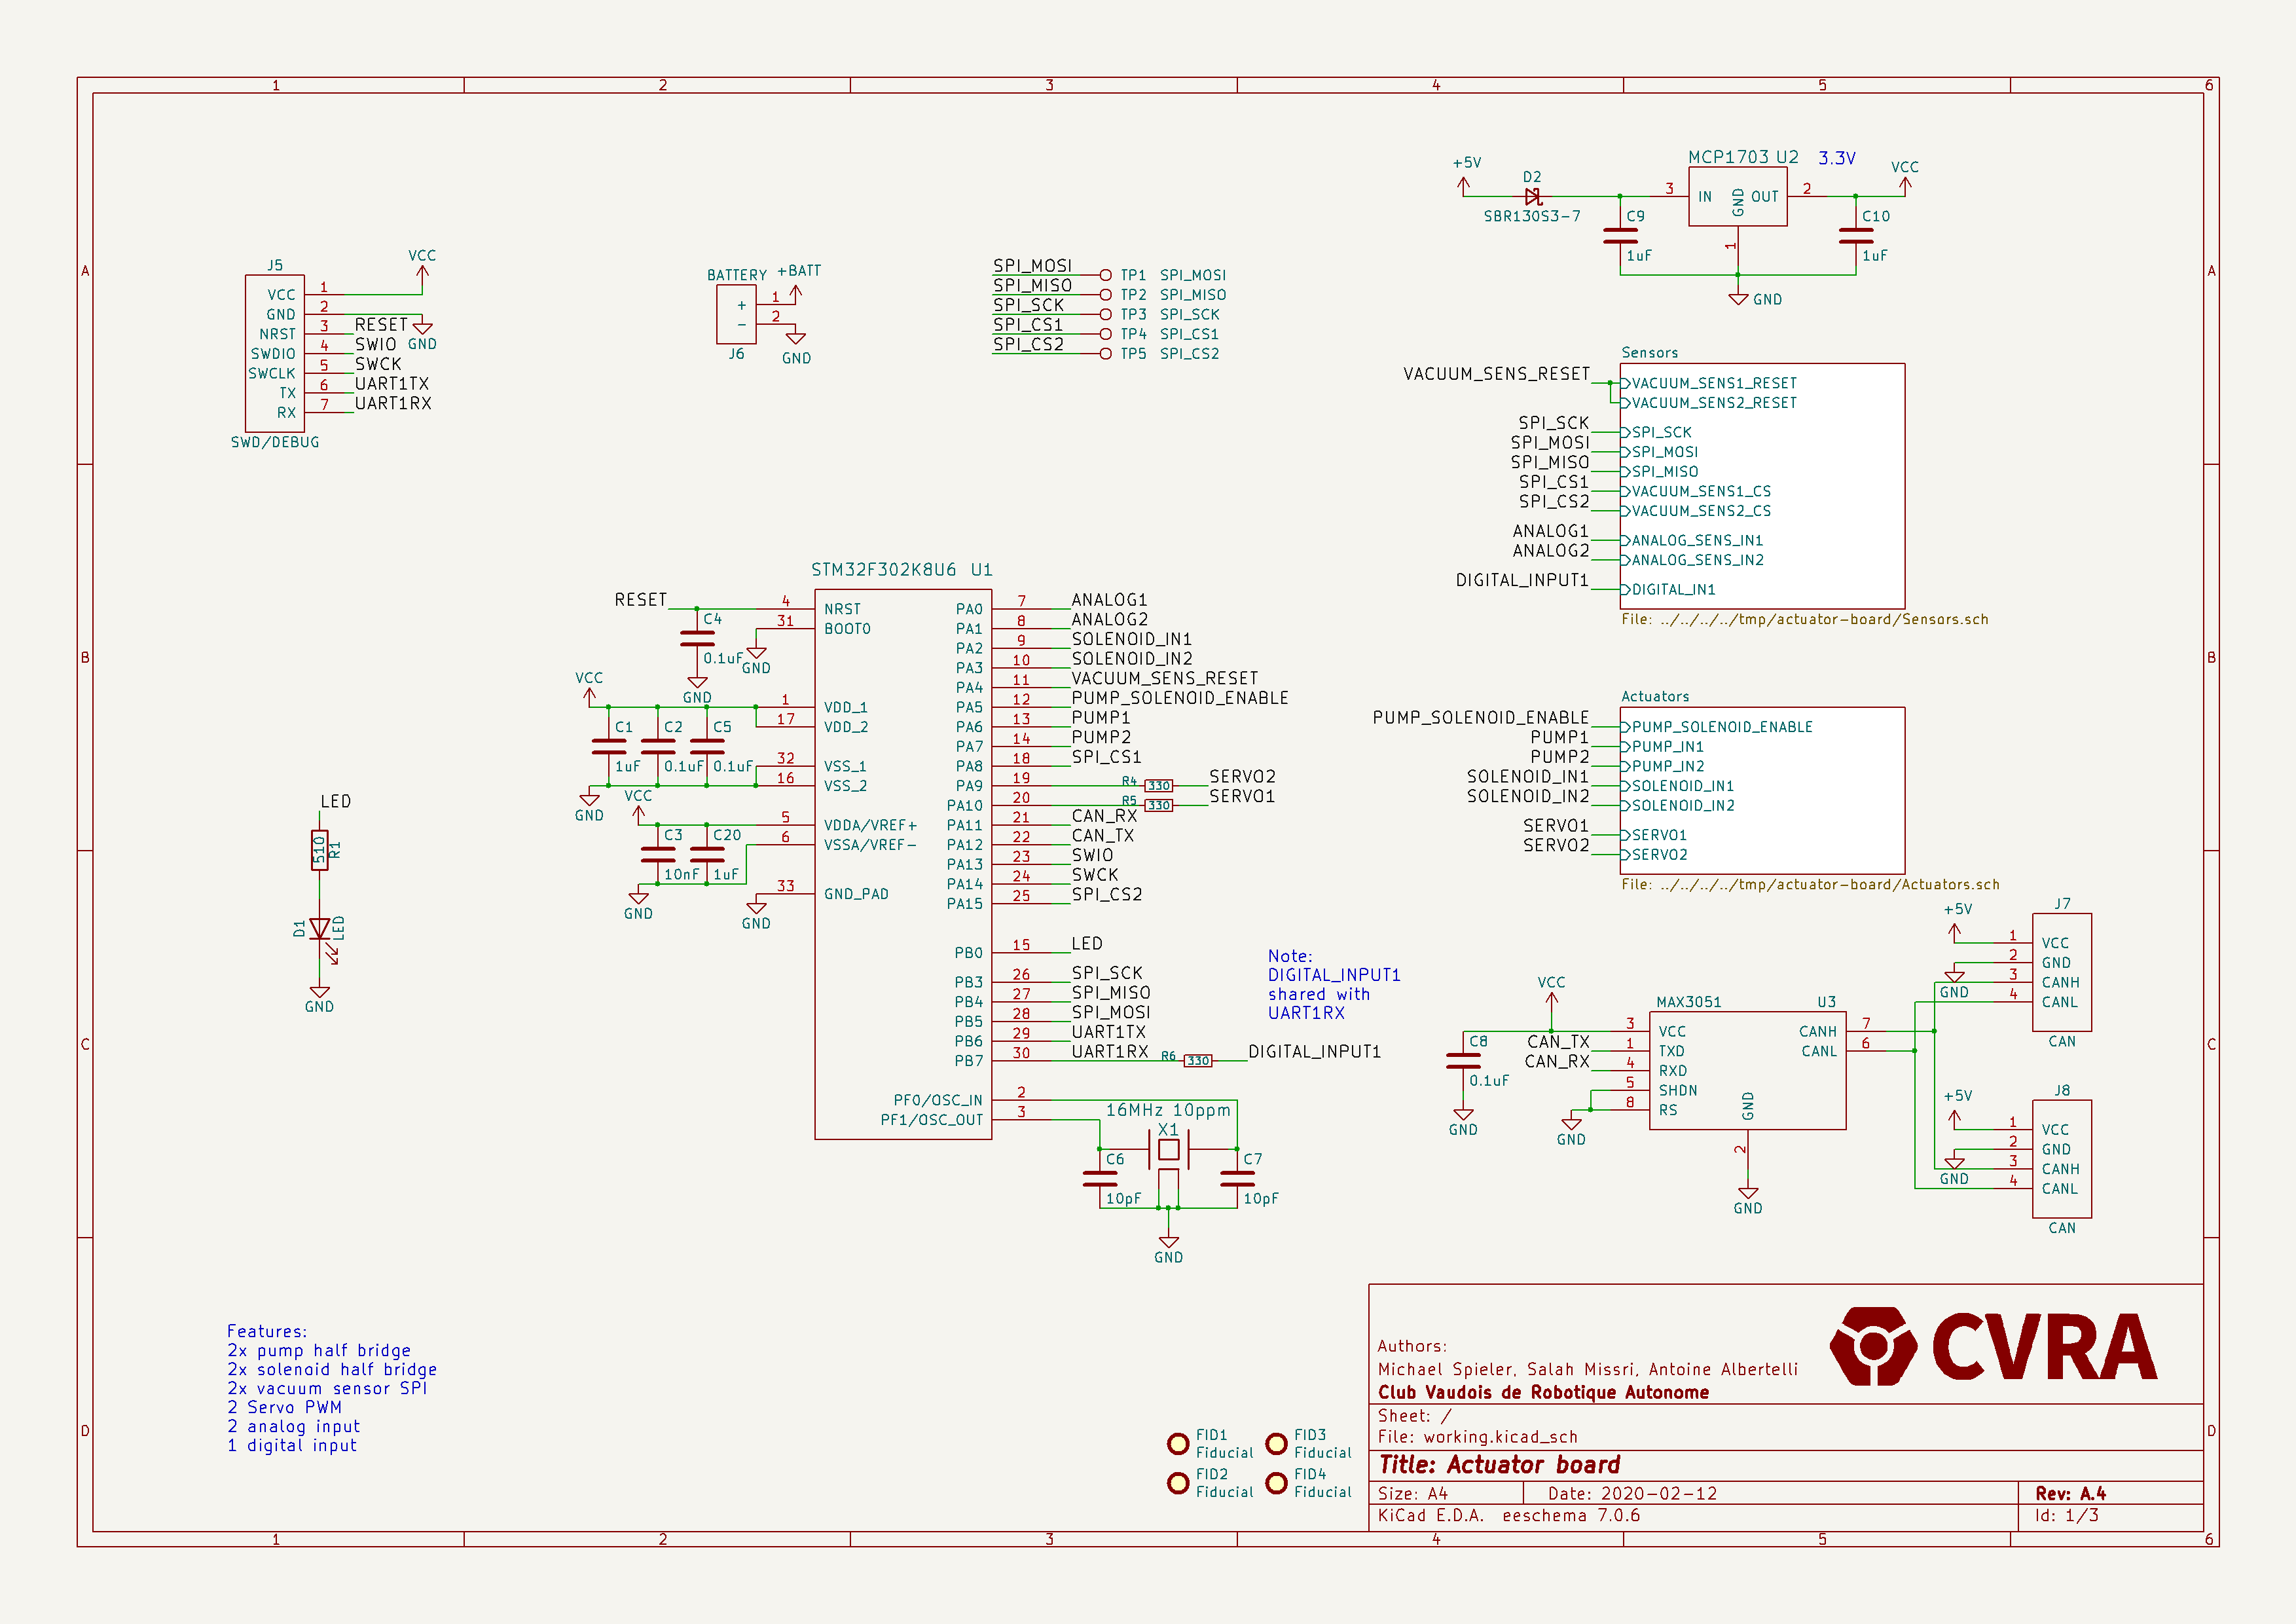 1 2 3 4 5 6
A
B
C
D
A
B
C
D
1 2 3 4 5 6
J5
VCC 1
GND 2
NRST 3
SWDIO 4
SWCLK 5
TX 6
RX 7
SWD/DEBUG
VCC
GND
RESET
SWIO
SWCK
UART1TX
UART1RX
BATTERY +BATT
+ 1
− 2
J6
GND
SPI_MOSI TP1 SPI_MOSI
SPI_MISO TP2 SPI_MISO
SPI_SCK TP3 SPI_SCK
SPI_CS1 TP4 SPI_CS1
SPI_CS2 TP5 SPI_CS2
MCP1703 U2 3.3V
+5V
D2
SBR130S3-7
3 IN
GND
1
OUT 2
VCC
C9
1uF
C10
1uF
GND
Sensors
VACUUM_SENS_RESET VACUUM_SENS1_RESET
VACUUM_SENS2_RESET
SPI_SCK SPI_SCK
SPI_MOSI SPI_MOSI
SPI_MISO SPI_MISO
SPI_CS1 VACUUM_SENS1_CS
SPI_CS2 VACUUM_SENS2_CS
ANALOG1 ANALOG_SENS_IN1
ANALOG2 ANALOG_SENS_IN2
DIGITAL_INPUT1 DIGITAL_IN1
File: ../../../../tmp/actuator-board/Sensors.sch
Actuators
PUMP_SOLENOID_ENABLE PUMP_SOLENOID_ENABLE
PUMP1 PUMP_IN1
PUMP2 PUMP_IN2
SOLENOID_IN1 SOLENOID_IN1
SOLENOID_IN2 SOLENOID_IN2
SERVO1 SERVO1
SERVO2 SERVO2
File: ../../../../tmp/actuator-board/Actuators.sch
STM32F302K8U6 U1
RESET 4 NRST
31 BOOT0
C4
0.1uF
GND
GND
VCC
1 VDD_1
17 VDD_2
C1
1uF
C2
0.1uF
C5
0.1uF
32 VSS_1
16 VSS_2
GND
VCC
5 VDDA/VREF+
6 VSSA/VREF-
C3
10nF
C20
1uF
GND
33 GND_PAD
GND
PA0 7 ANALOG1
PA1 8 ANALOG2
PA2 9 SOLENOID_IN1
PA3 10 SOLENOID_IN2
PA4 11 VACUUM_SENS_RESET
PA5 12 PUMP_SOLENOID_ENABLE
PA6 13 PUMP1
PA7 14 PUMP2
PA8 18 SPI_CS1
PA9 19 R4 330 SERVO2
PA10 20 R5 330 SERVO1
PA11 21 CAN_RX
PA12 22 CAN_TX
PA13 23 SWIO
PA14 24 SWCK
PA15 25 SPI_CS2
PB0 15 LED
PB3 26 SPI_SCK
PB4 27 SPI_MISO
PB5 28 SPI_MOSI
PB6 29 UART1TX
PB7 30 UART1RX R6 330 DIGITAL_INPUT1
PF0/OSC_IN 2
PF1/OSC_OUT 3
16MHz 10ppm
X1
C6
10pF
C7
10pF
GND
Note:
DIGITAL_INPUT1
shared with
UART1RX
LED
510 R1
D1 LED
GND
VCC
MAX3051 U3
C8
0.1uF
GND
3 VCC
CAN_TX 1 TXD
CAN_RX 4 RXD
5 SHDN
8 RS
GND
GND
2
GND
CANH 7
CANL 6
J7
+5V
1 VCC
2 GND
3 CANH
4 CANL
GND
CAN
J8
+5V
1 VCC
2 GND
3 CANH
4 CANL
GND
CAN
Features:
2x pump half bridge
2x solenoid half bridge
2x vacuum sensor SPI
2 Servo PWM
2 analog input
1 digital input
FID1
Fiducial
FID3
Fiducial
FID2
Fiducial
FID4
Fiducial
CVRA
Authors:
Michael Spieler, Salah Missri, Antoine Albertelli
Club Vaudois de Robotique Autonome
Sheet: /
File: working.kicad_sch
Title: Actuator board
Size: A4 Date: 2020-02-12 Rev: A.4
KiCad E.D.A. eeschema 7.0.6 Id: 1/3